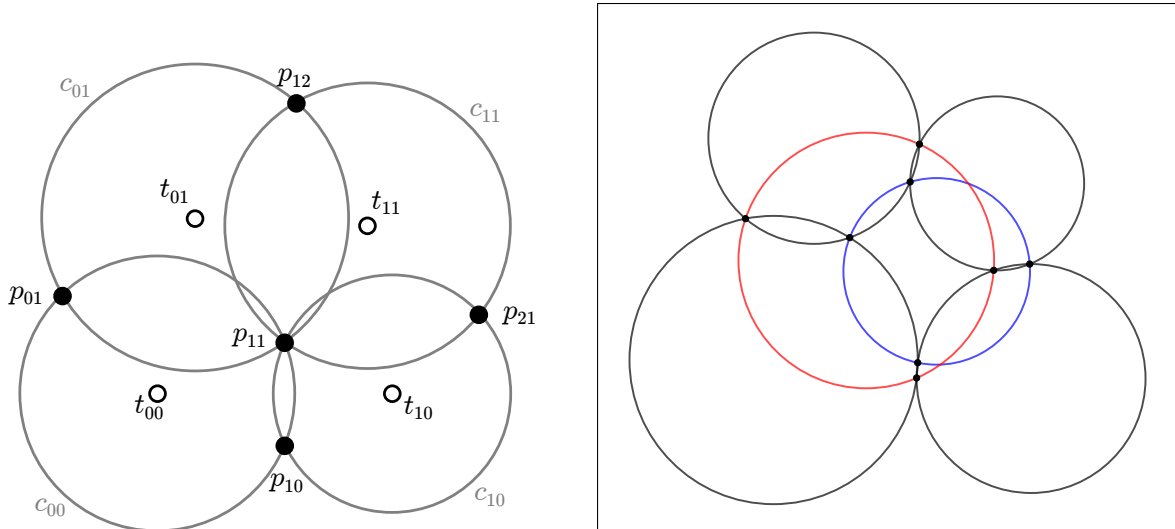 p₁₂
c₀₁
c₁₁
t₀₁
t₁₁
p₀₁
p₂₁
p₁₁
t₀₀
t₁₀
p₁₀
c₀₀
c₁₀